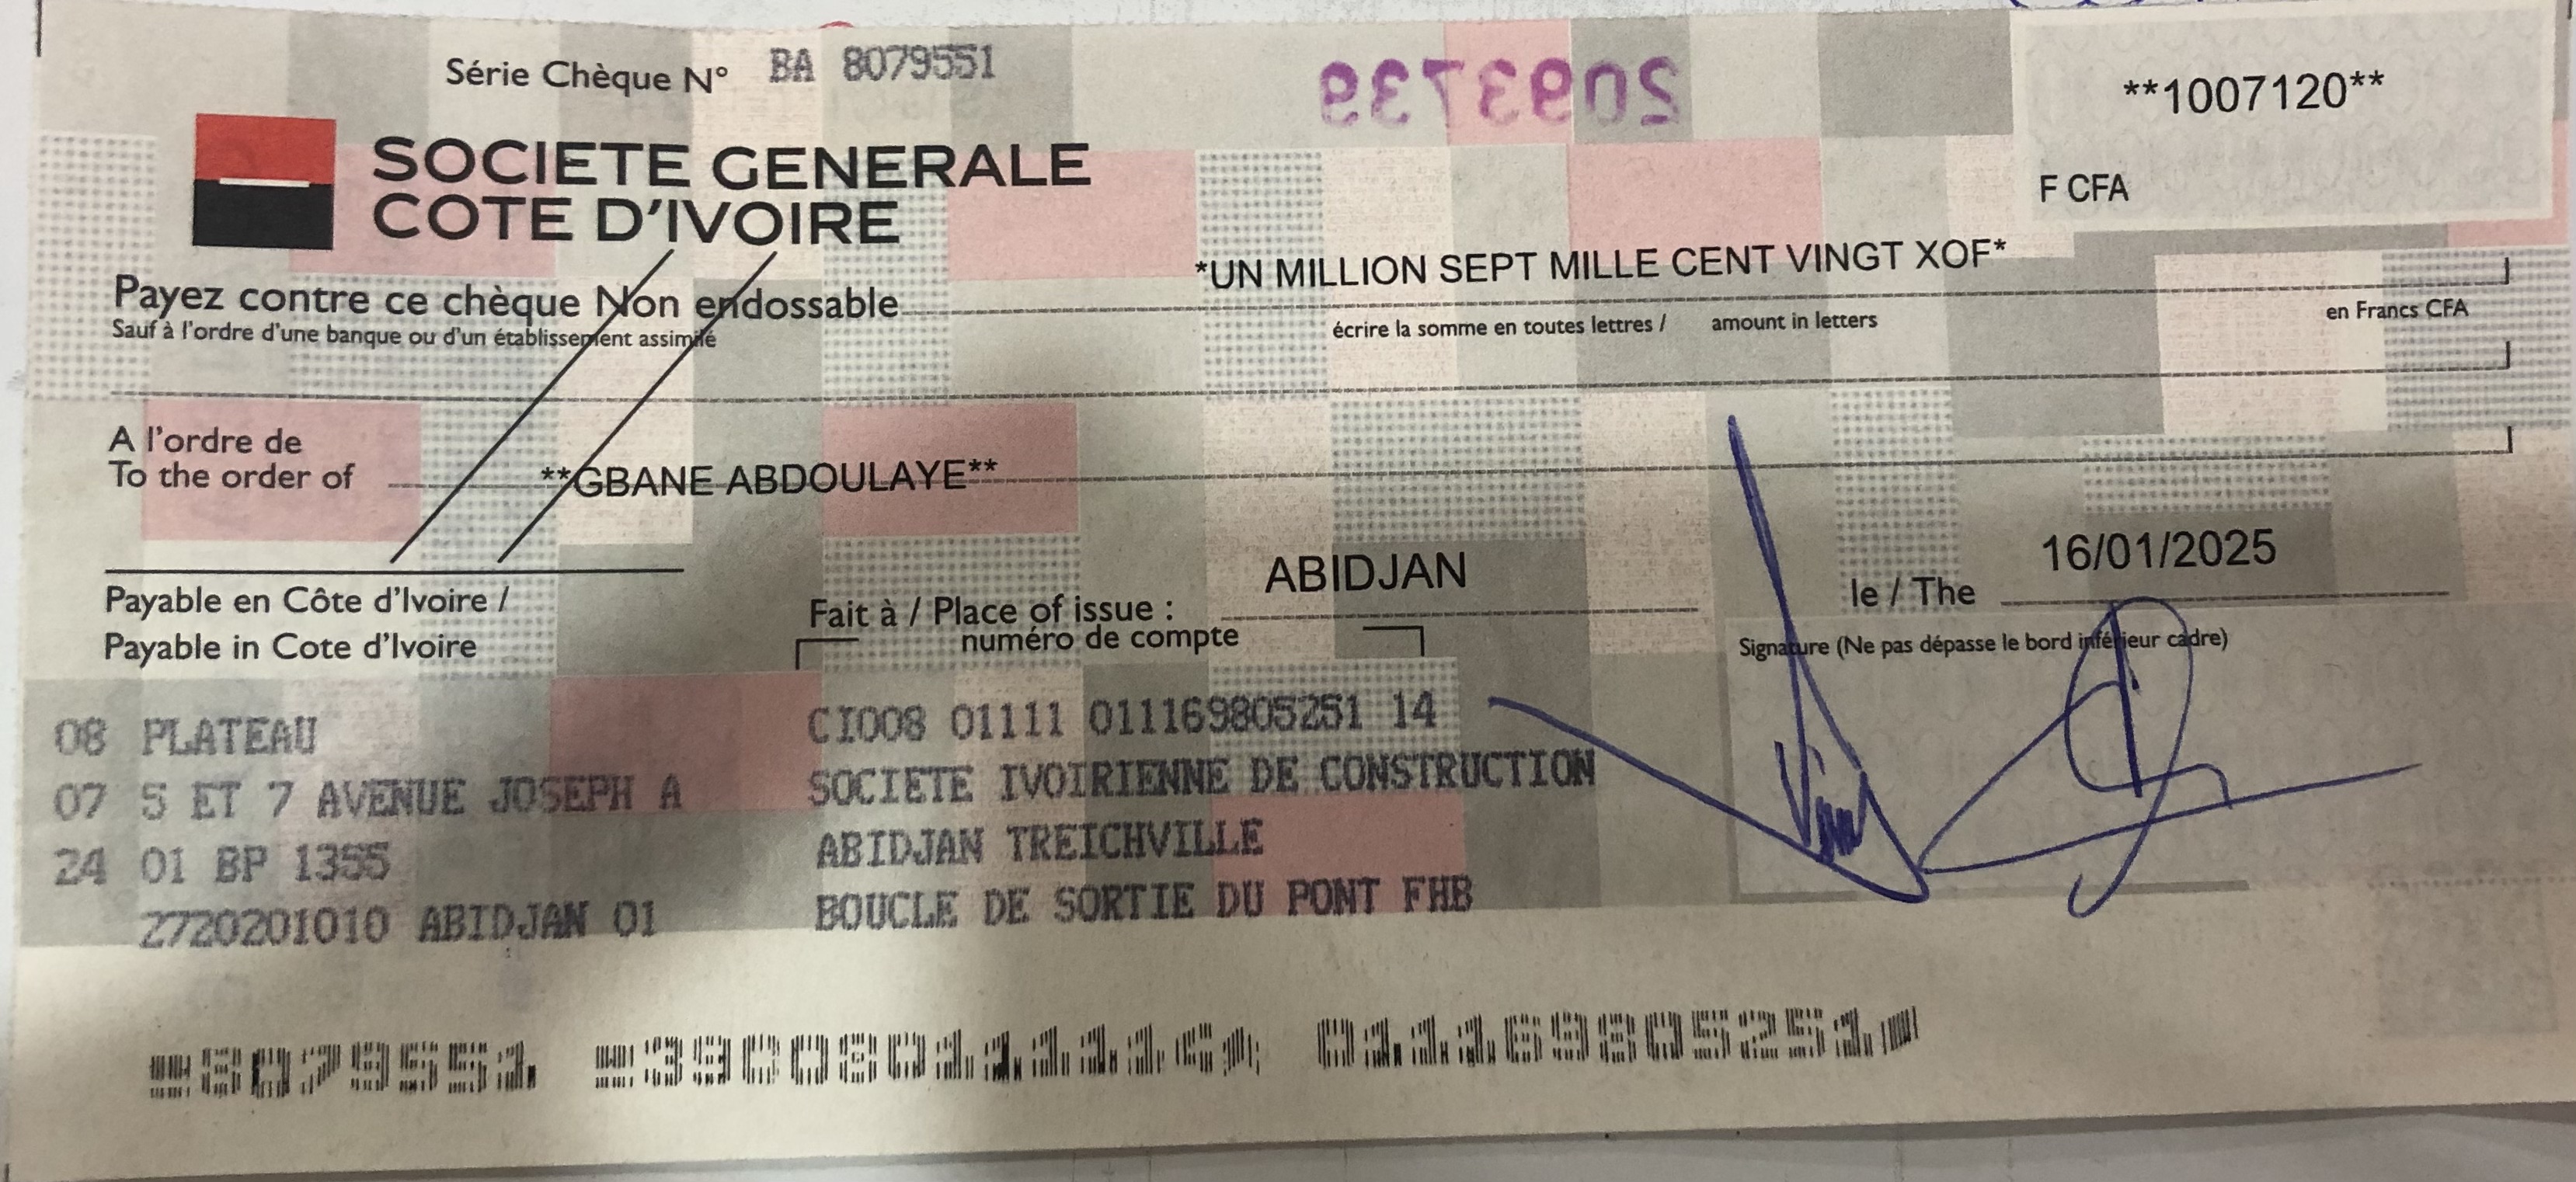 Série Chèque N° BA 8079551
2093739
**1007120**
F CFA
SOCIETE GENERALE
COTE D'IVOIRE
*UN MILLION SEPT MILLE CENT VINGT XOF*
Payez contre ce chèque Non endossable
Sauf à l'ordre d'une banque ou d'un établissement assimilé
écrire la somme en toutes lettres / amount in letters
en Francs CFA
A l'ordre de
To the order of **GBANE ABDOULAYE**
Payable en Côte d'Ivoire /
Payable in Cote d'Ivoire
Fait à / Place of issue : ABIDJAN
le / The 16/01/2025
numéro de compte
Signature (Ne pas dépasse le bord inférieur cadre)
08 PLATEAU
07 5 ET 7 AVENUE JOSEPH A
24 01 BP 1355
2720201010 ABIDJAN 01
CI008 01111 011169805251 14
SOCIETE IVOIRIENNE DE CONSTRUCTION
ABIDJAN TREICHVILLE
BOUCLE DE SORTIE DU PONT FHB
8079551 3900801111 011169805251